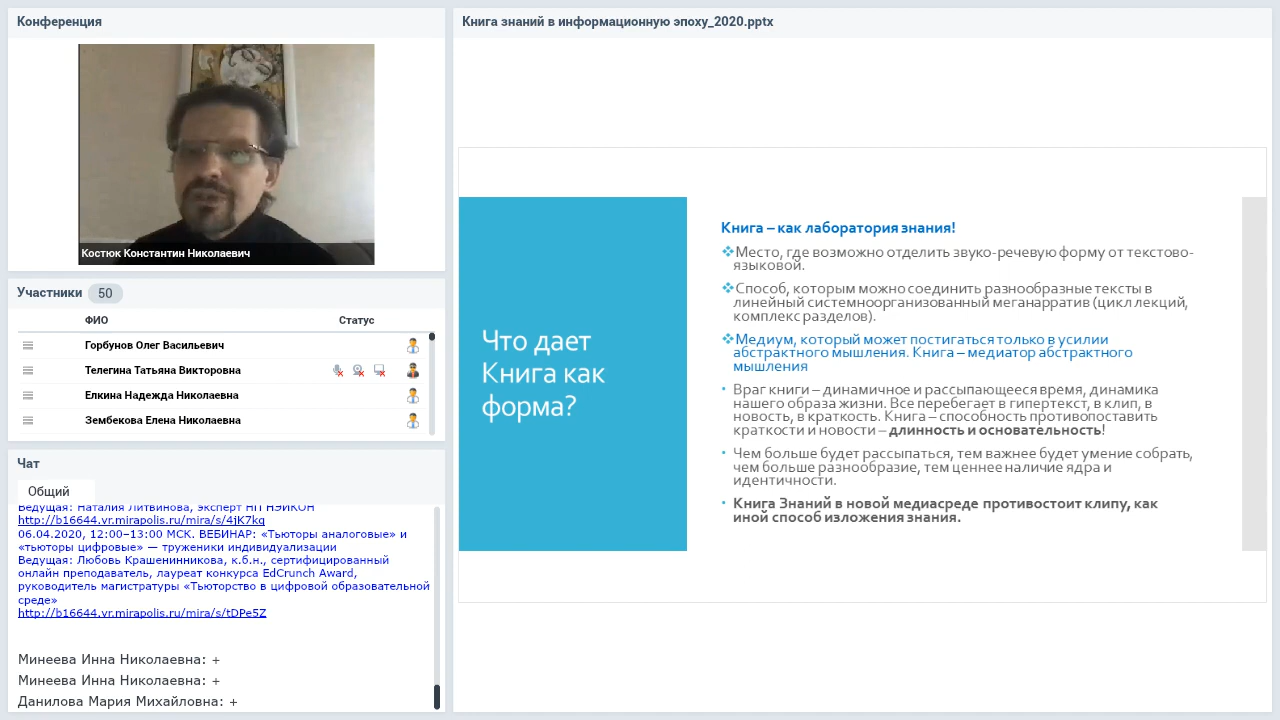 Конференция
Костюк Константин Николаевич
Участники 50
ФИО Статус
Горбунов Олег Васильевич
Телегина Татьяна Викторовна
Елкина Надежда Николаевна
Зембекова Елена Николаевна
Чат
Общий
Ведущая: Наталия Литвинова, эксперт НП НЭИКОН
http://b16644.vr.mirapolis.ru/mira/s/4jK7kq
06.04.2020, 12:00–13:00 МСК. ВЕБИНАР: «Тьюторы аналоговые» и
«тьюторы цифровые» — труженики индивидуализации
Ведущая: Любовь Крашенинникова, к.б.н., сертифицированный
онлайн преподаватель, лауреат конкурса EdCrunch Award,
руководитель магистратуры «Тьюторство в цифровой образовательной
среде»
http://b16644.vr.mirapolis.ru/mira/s/tDPe5Z
Минеева Инна Николаевна: +
Минеева Инна Николаевна: +
Данилова Мария Михайловна: +
Книга знаний в информационную эпоху_2020.pptx
Что дает
Книга как
форма?
Книга – как лаборатория знания!
❖Место, где возможно отделить звуко-речевую форму от текстово-
языковой.
❖Способ, которым можно соединить разнообразные тексты в
линейный системноорганизованный меганарратив (цикл лекций,
комплекс разделов).
❖Медиум, который может постигаться только в усилии
абстрактного мышления. Книга – медиатор абстрактного
мышления
• Враг книги – динамичное и рассыпающееся время, динамика
нашего образа жизни. Все перебегает в гипертекст, в клип, в
новость, в краткость. Книга – способность противопоставить
краткости и новости – длинность и основательность!
• Чем больше будет рассыпаться, тем важнее будет умение собрать,
чем больше разнообразие, тем ценнее наличие ядра и
идентичности.
• Книга Знаний в новой медиасреде противостоит клипу, как
иной способ изложения знания.